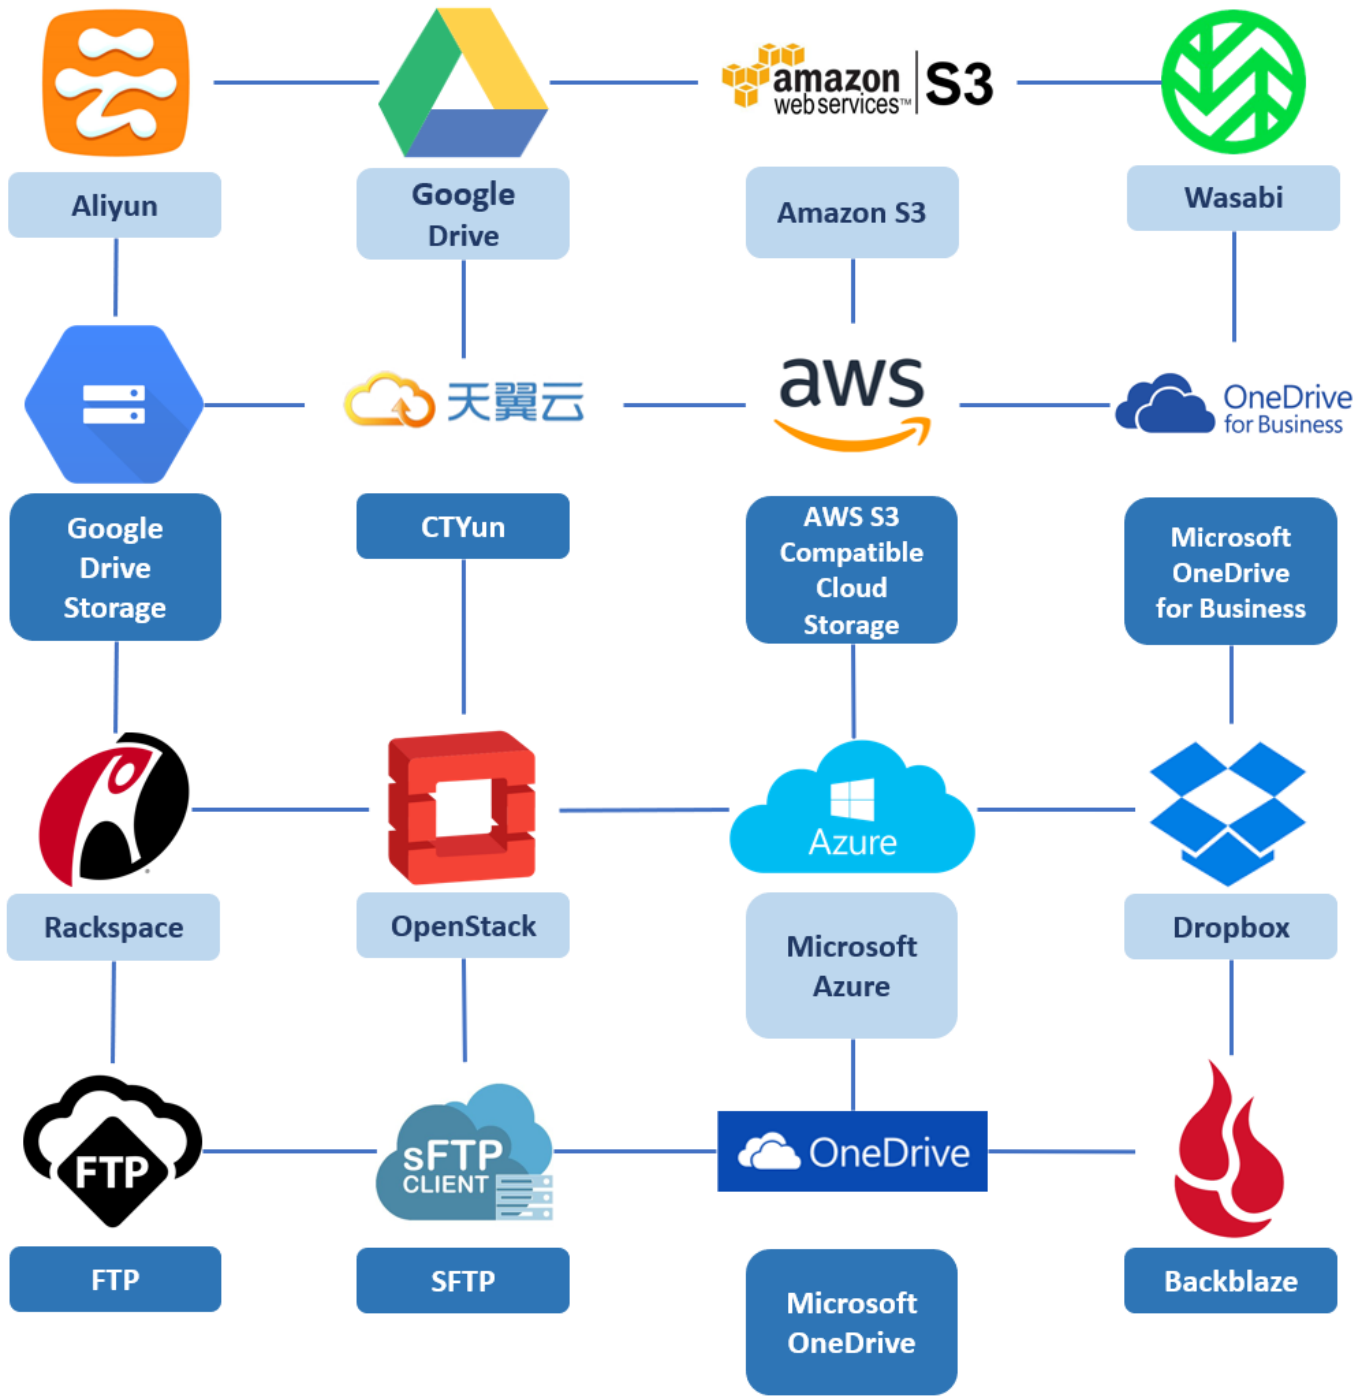 amazon
web services™
S3
Aliyun
Google
Drive
Amazon S3
Wasabi
天翼云
aws
OneDrive
for Business
Google
Drive
Storage
CTYun
AWS S3
Compatible
Cloud
Storage
Microsoft
OneDrive
for Business
Azure
Rackspace
OpenStack
Microsoft
Azure
Dropbox
FTP
sFTP
CLIENT
OneDrive
FTP
SFTP
Microsoft
OneDrive
Backblaze